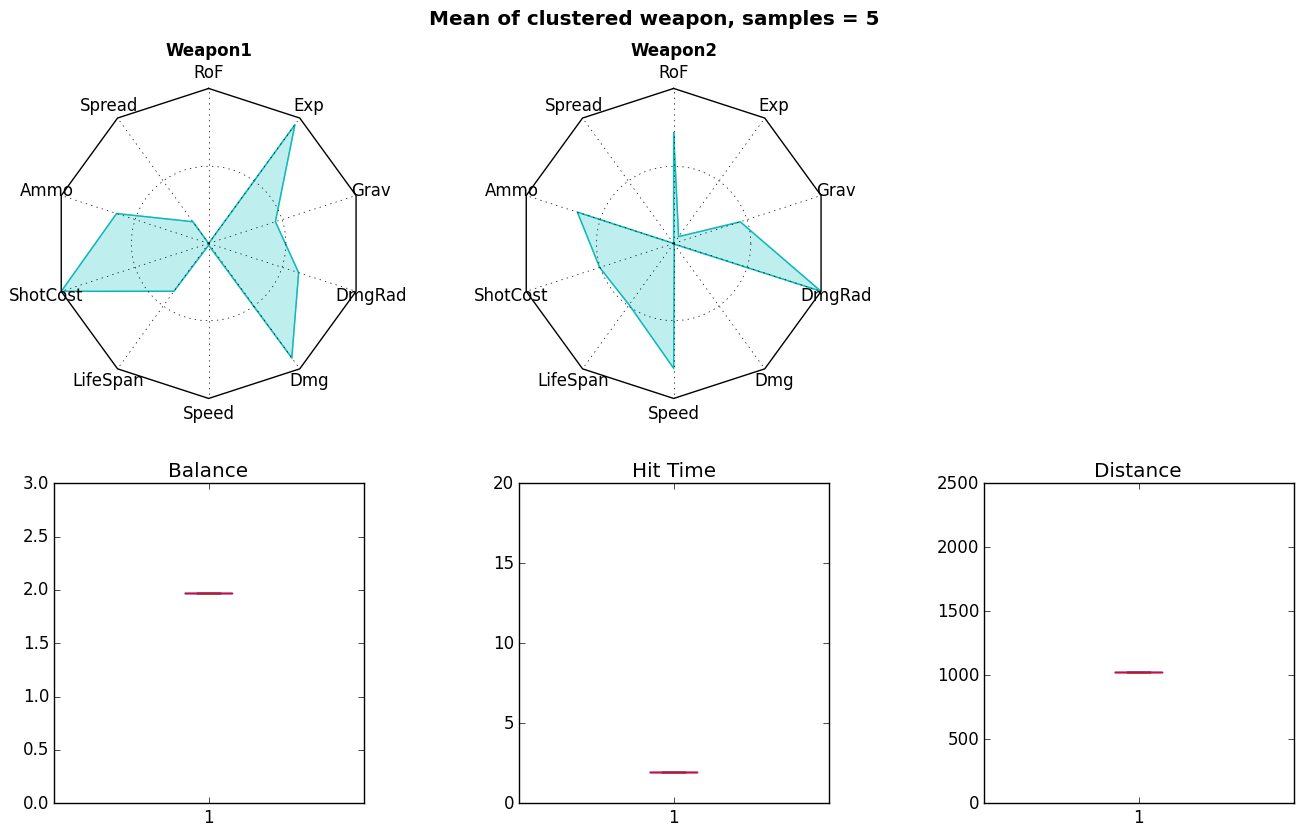 Mean of clustered weapon, samples = 5
Weapon1
RoF
Exp
Grav
DmgRad
Dmg
Speed
LifeSpan
ShotCost
Ammo
Spread
Weapon2
RoF
Exp
Grav
DmgRad
Dmg
Speed
LifeSpan
ShotCost
Ammo
Spread
Balance
3.0
2.5
2.0
1.5
1.0
0.5
0.0
1
Hit Time
20
15
10
5
0
1
Distance
2500
2000
1500
1000
500
0
1